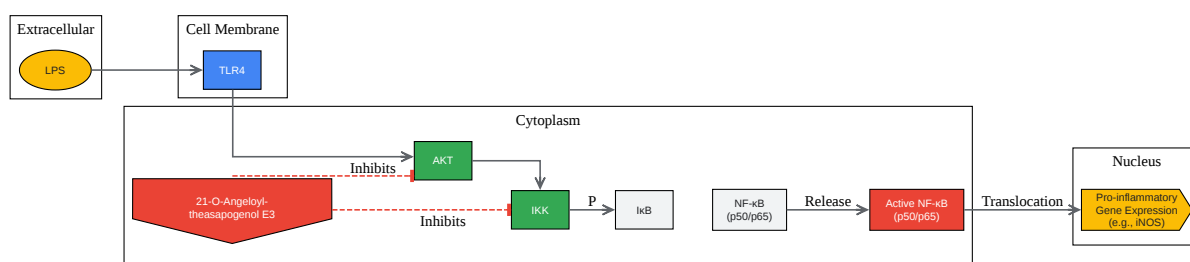 Extracellular
Cell Membrane
LPS
TLR4
Cytoplasm
AKT
Inhibits
21-O-Angeloyl-
theasapogenol E3
Inhibits
IKK
P
IκB
NF-κB
(p50/p65)
Release
Active NF-κB
(p50/p65)
Translocation
Nucleus
Pro-inflammatory
Gene Expression
(e.g., iNOS)